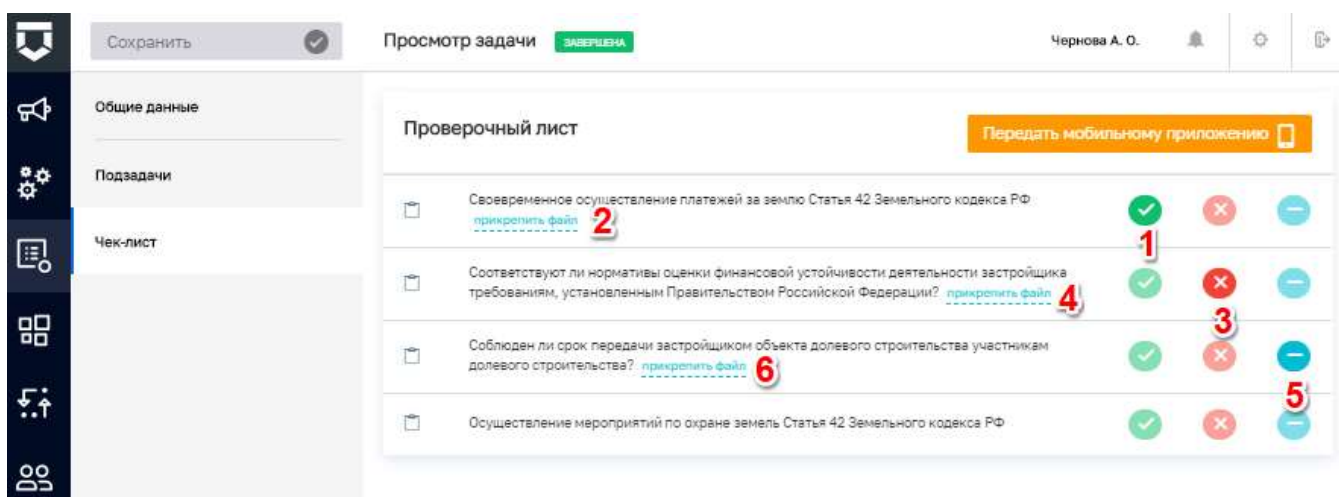 Сохранить
Просмотр задачи ЗАВЕРШЕНА
Чернова А. О.
Общие данные
Подзадачи
Чек-лист
Проверочный лист
Передать мобильному приложению
Своевременное осуществление платежей за землю Статья 42 Земельного кодекса РФ
прикрепить файл 2
1
Соответствуют ли нормативы оценки финансовой устойчивости деятельности застройщика
требованиям, установленным Правительством Российской Федерации? прикрепить файл 4
3
Соблюден ли срок передачи застройщиком объекта долевого строительства участникам
долевого строительства? прикрепить файл 6
5
Осуществление мероприятий по охране земель Статья 42 Земельного кодекса РФ